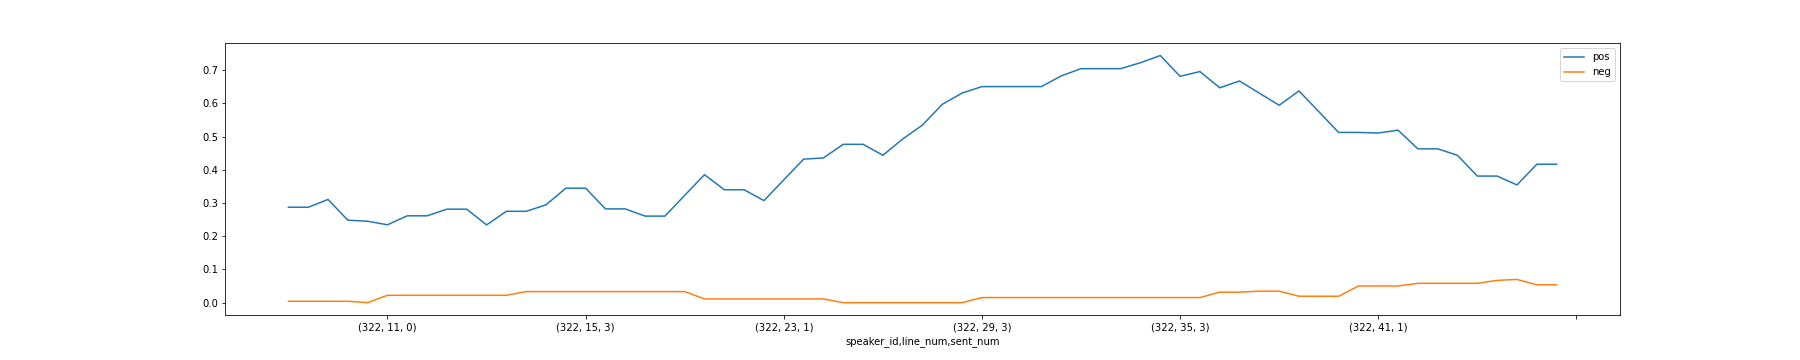 pos
neg
0.7
0.6
0.5
0.4
0.3
0.2
0.1
0.0
(322, 11, 0) (322, 15, 3) (322, 23, 1) (322, 29, 3) (322, 35, 3) (322, 41, 1)
speaker_id,line_num,sent_num